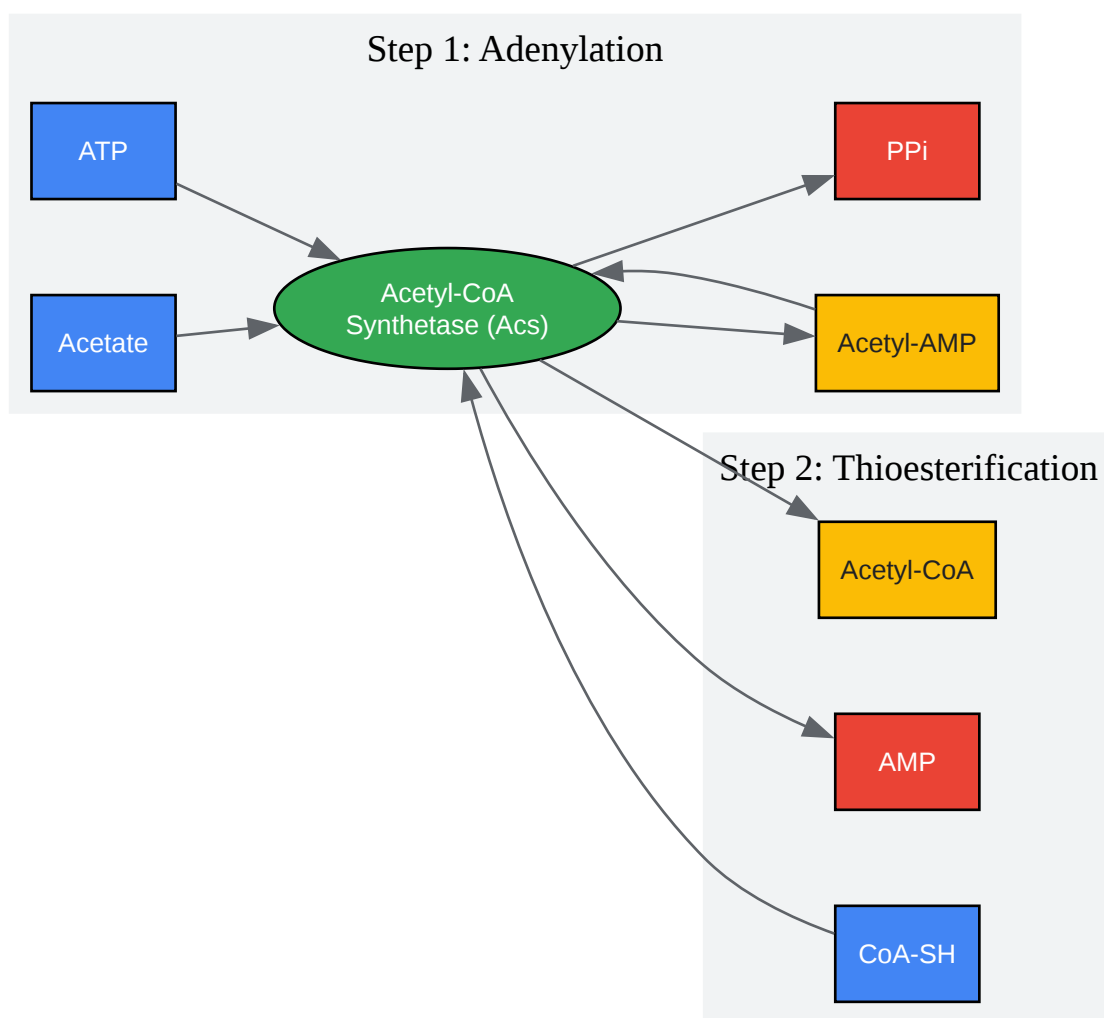 Step 1: Adenylation
ATP
PPi
Acetyl-CoA
Synthetase (Acs)
Acetate
Acetyl-AMP
Step 2: Thioesterification
Acetyl-CoA
AMP
CoA-SH